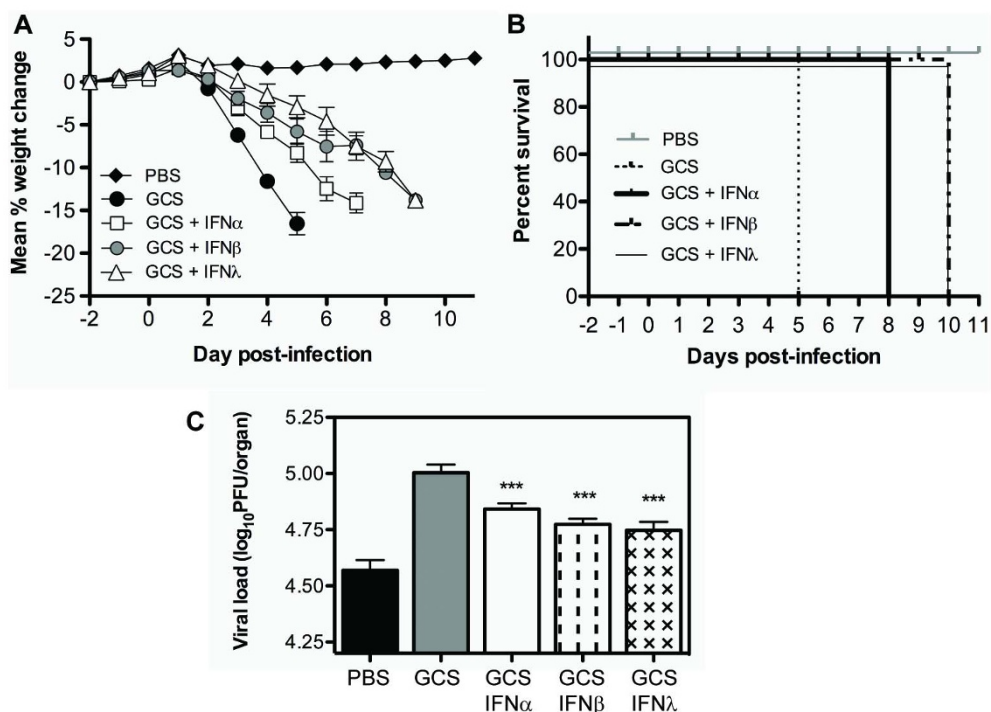 A
Mean % weight change
5
0
-5
-10
-15
-20
-25
-2
0
2
4
6
8
10
Day post-infection
PBS
GCS
GCS + IFNα
GCS + IFNβ
GCS + IFNλ
B
Percent survival
100
80
60
40
20
0
-2 -1 0 1 2 3 4 5 6 7 8 9 10 11
Days post-infection
PBS
GCS
GCS + IFNα
GCS + IFNβ
GCS + IFNλ
C
Viral load (log10PFU/organ)
5.25
5.00
4.75
4.50
4.25
***
***
***
PBS
GCS
GCS
IFNα
GCS
IFNβ
GCS
IFNλ